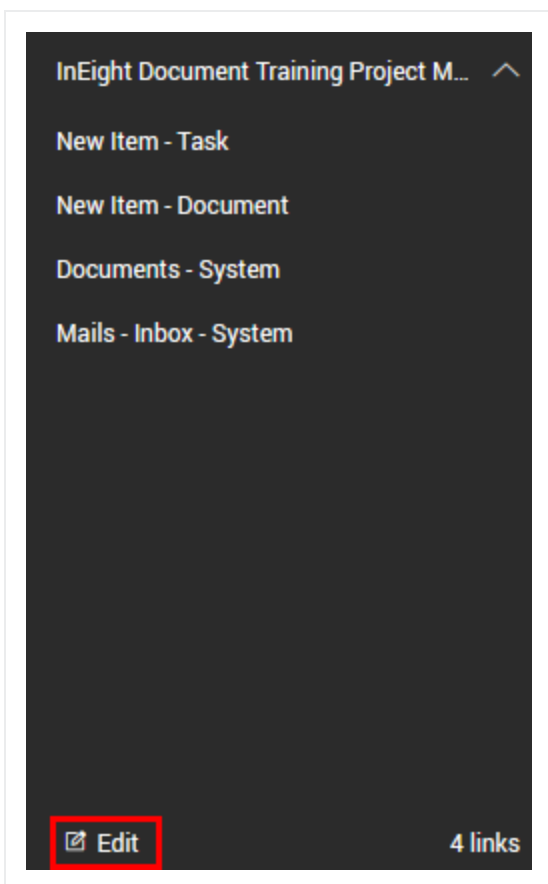 InEight Document Training Project M...
New Item - Task
New Item - Document
Documents - System
Mails - Inbox - System
Edit 4 links